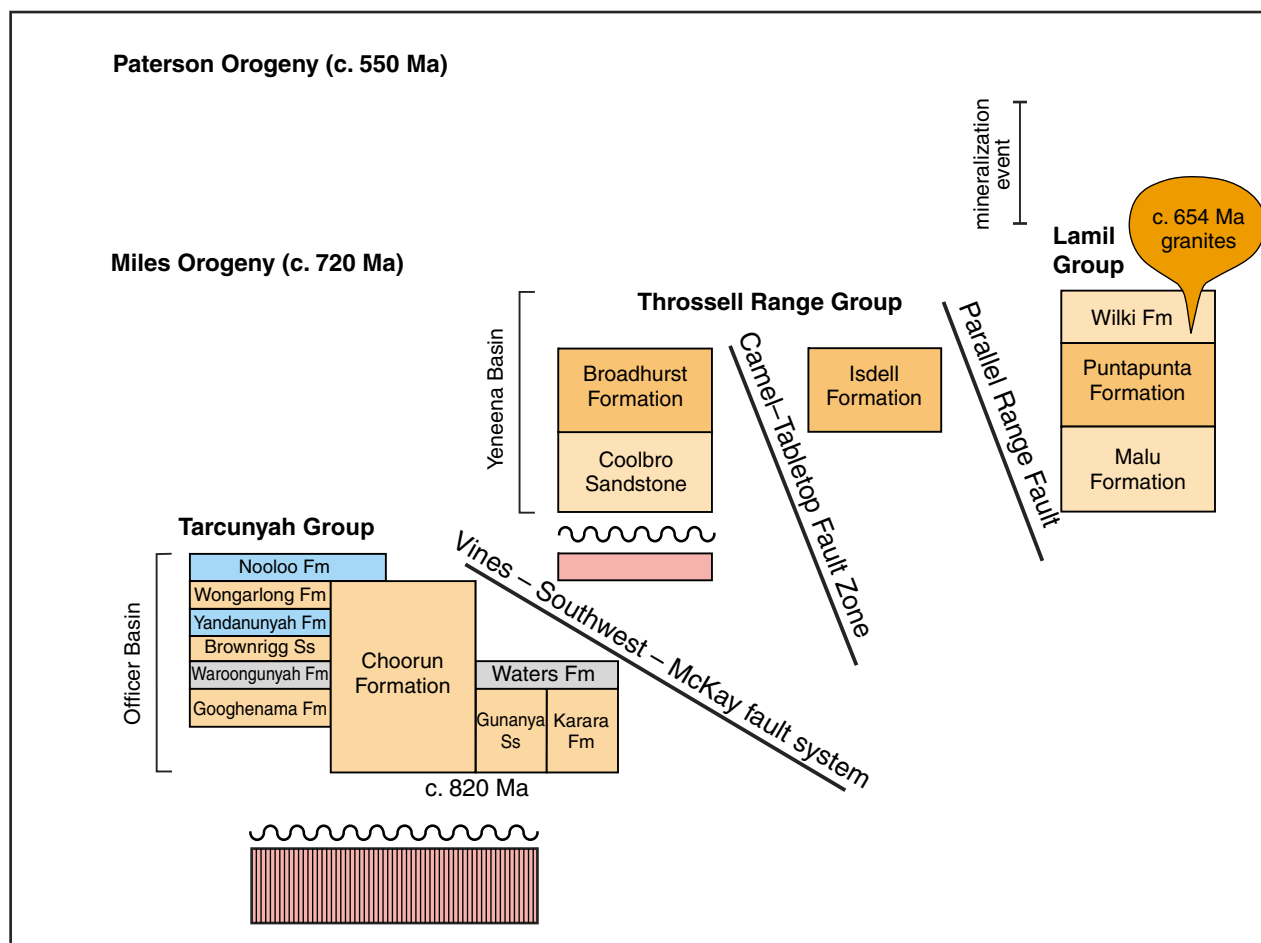 Paterson Orogeny (c. 550 Ma)
mineralization
event
c. 654 Ma
granites
Lamil
Group
Miles Orogeny (c. 720 Ma)
Throssell Range Group
Yeneena Basin
Broadhurst
Formation
Coolbro
Sandstone
Camel–Tabletop Fault Zone
Isdell
Formation
Parallel Range Fault
Wilki Fm
Puntapunta
Formation
Malu
Formation
Tarcunyah Group
Officer Basin
Nooloo Fm
Wongarlong Fm
Yandanunyah Fm
Brownrigg Ss
Waroongunyah Fm
Googhenama Fm
Choorun
Formation
Waters Fm
Gunanya
Ss
Karara
Fm
Vines – Southwest – McKay fault system
c. 820 Ma